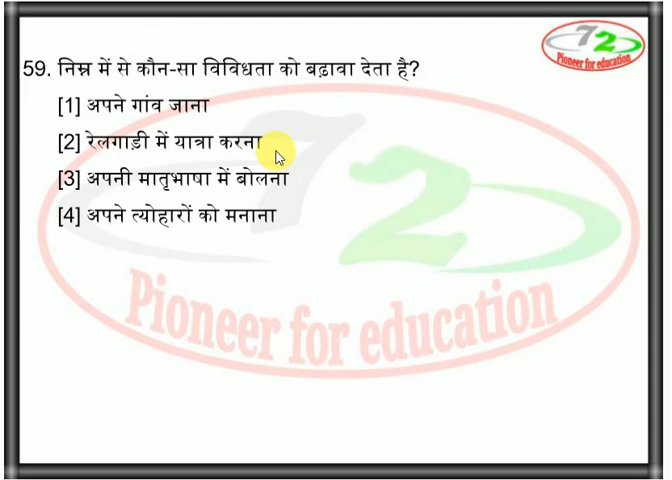 72
Pioneer for education
59. निम्न में से कौन-सा विविधता को बढ़ावा देता है?
[1] अपने गांव जाना
[2] रेलगाड़ी में यात्रा करना
[3] अपनी मातृभाषा में बोलना
[4] अपने त्योहारों को मनाना
72
Pioneer for education